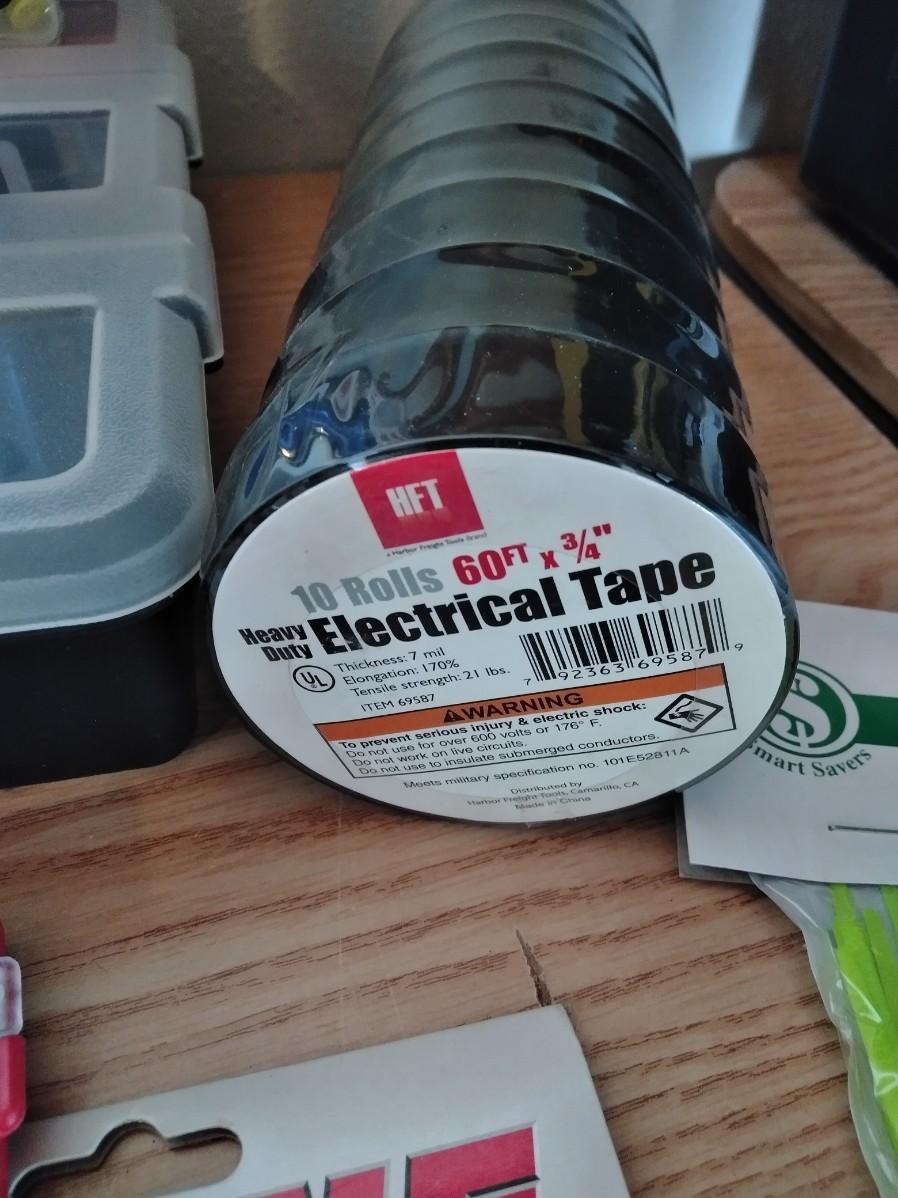 HFT
a Harbor Freight Tools Brand
10 Rolls 60FT x 3/4"
Heavy Duty Electrical Tape
Thickness: 7 mil
Elongation: 170%
Tensile strength: 21 lbs.
UL
ITEM 69587
7 92363 69587 9
WARNING
To prevent serious injury & electric shock:
Do not use for over 600 volts or 176° F.
Do not work on live circuits.
Do not use to insulate submerged conductors.
Meets military specification no. 101E52811A
Distributed by
Harbor Freight Tools, Camarillo, CA
Made in China
S
Smart Savers